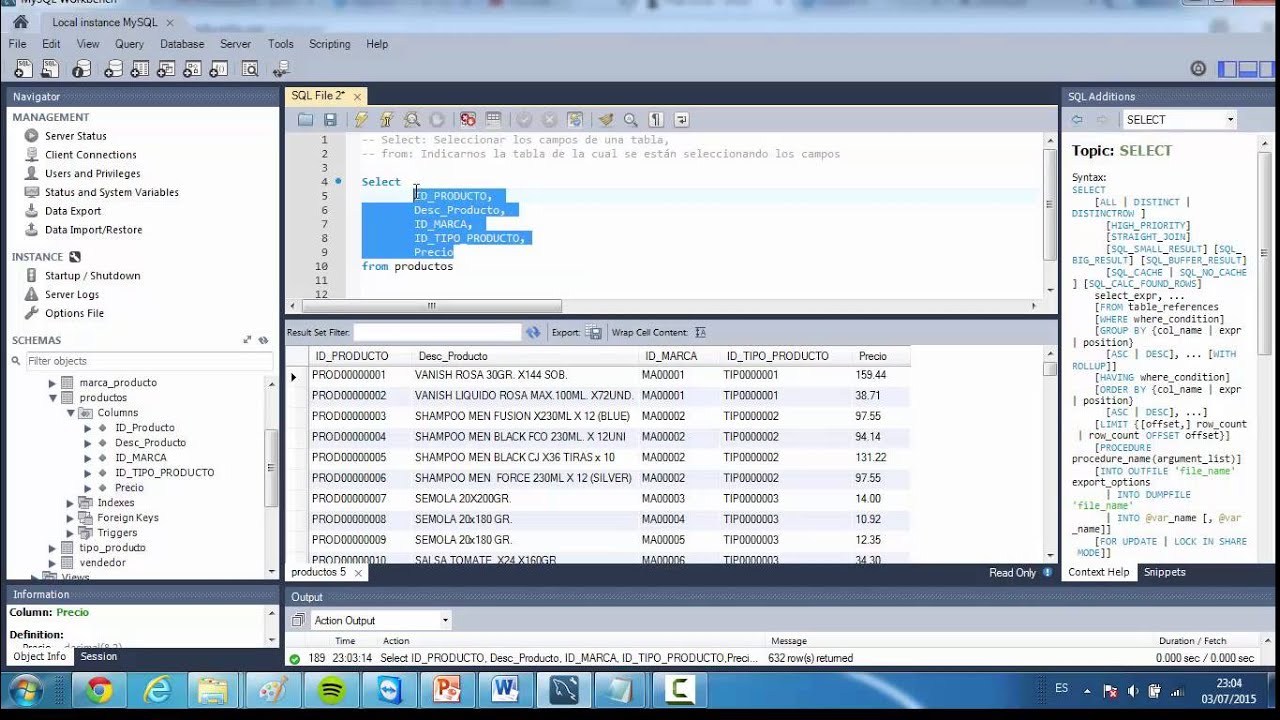 MySQL Workbench
Local instance MySQL
File Edit View Query Database Server Tools Scripting Help
Navigator
MANAGEMENT
Server Status
Client Connections
Users and Privileges
Status and System Variables
Data Export
Data Import/Restore
INSTANCE
Startup / Shutdown
Server Logs
Options File
SCHEMAS
Filter objects
marca_producto
productos
Columns
ID_Producto
Desc_Producto
ID_MARCA
ID_TIPO_PRODUCTO
Precio
Indexes
Foreign Keys
Triggers
tipo_producto
vendedor
Views
Information
Column: Precio
Definition:
Precio decimal(8,2)
Object Info Session
SQL File 2*
1 -- Select: Seleccionar los campos de una tabla,
2 -- from: Indicarnos la tabla de la cual se están seleccionando los campos
3
4 Select
5 ID_PRODUCTO,
6 Desc_Producto,
7 ID_MARCA,
8 ID_TIPO_PRODUCTO,
9 Precio
10 from productos
11
12
Result Set Filter: Export: Wrap Cell Content:
ID_PRODUCTO Desc_Producto ID_MARCA ID_TIPO_PRODUCTO Precio
PROD00000001 VANISH ROSA 30GR. X144 SOB. MA00001 TIP0000001 159.44
PROD00000002 VANISH LIQUIDO ROSA MAX.100ML. X72UND. MA00001 TIP0000001 38.71
PROD00000003 SHAMPOO MEN FUSION X230ML X 12 (BLUE) MA00002 TIP0000002 97.55
PROD00000004 SHAMPOO MEN BLACK FCO 230ML. X 12UNI MA00002 TIP0000002 94.14
PROD00000005 SHAMPOO MEN BLACK CJ X36 TIRAS x 10 MA00002 TIP0000002 131.22
PROD00000006 SHAMPOO MEN FORCE 230ML X 12 (SILVER) MA00002 TIP0000002 97.55
PROD00000007 SEMOLA 20X200GR. MA00003 TIP0000003 14.00
PROD00000008 SEMOLA 20x180 GR. MA00004 TIP0000003 10.92
PROD00000009 SEMOLA 20x180 GR. MA00005 TIP0000003 12.35
PROD00000010 SALSA TOMATE X24 X160GR MA00006 TIP0000004 34.30
productos 5
Read Only
Output
Action Output
Time Action Message Duration / Fetch
189 23:03:14 Select ID_PRODUCTO, Desc_Producto, ID_MARCA, ID_TIPO_PRODUCTO,Preci... 632 row(s) returned 0.000 sec / 0.000 sec
SQL Additions
SELECT
Topic: SELECT
Syntax:
SELECT
[ALL | DISTINCT |
DISTINCTROW ]
[HIGH_PRIORITY]
[STRAIGHT_JOIN]
[SQL_SMALL_RESULT] [SQL_
BIG_RESULT] [SQL_BUFFER_RESULT]
[SQL_CACHE | SQL_NO_CACHE
] [SQL_CALC_FOUND_ROWS]
select_expr, ...
[FROM table_references
[WHERE where_condition]
[GROUP BY {col_name | expr
| position}
[ASC | DESC], ... [WITH
ROLLUP]]
[HAVING where_condition]
[ORDER BY {col_name | expr
| position}
[ASC | DESC], ...]
[LIMIT {[offset,] row_count
| row_count OFFSET offset}]
[PROCEDURE
procedure_name(argument_list)]
[INTO OUTFILE 'file_name'
export_options
| INTO DUMPFILE
'file_name'
| INTO @var_name [, @var
_name]]
[FOR UPDATE | LOCK IN SHARE
MODE]]
Context Help Snippets
ES
23:04
03/07/2015